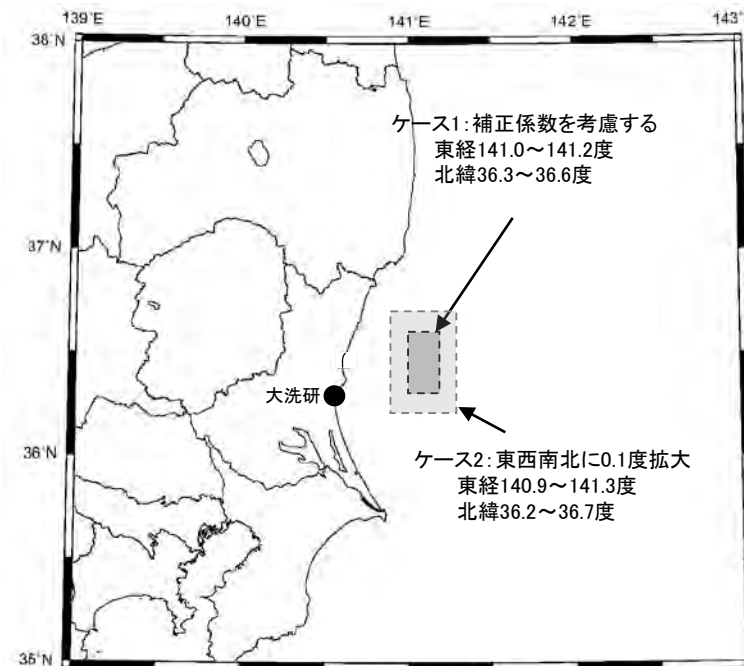 139°E
140°E
141°E
142°E
143°E
38°N
ケース1:補正係数を考慮する
東経141.0～141.2度
北緯36.3～36.6度
37°N
大洗研
36°N
ケース2:東西南北に0.1度拡大
東経140.9～141.3度
北緯36.2～36.7度
35°N